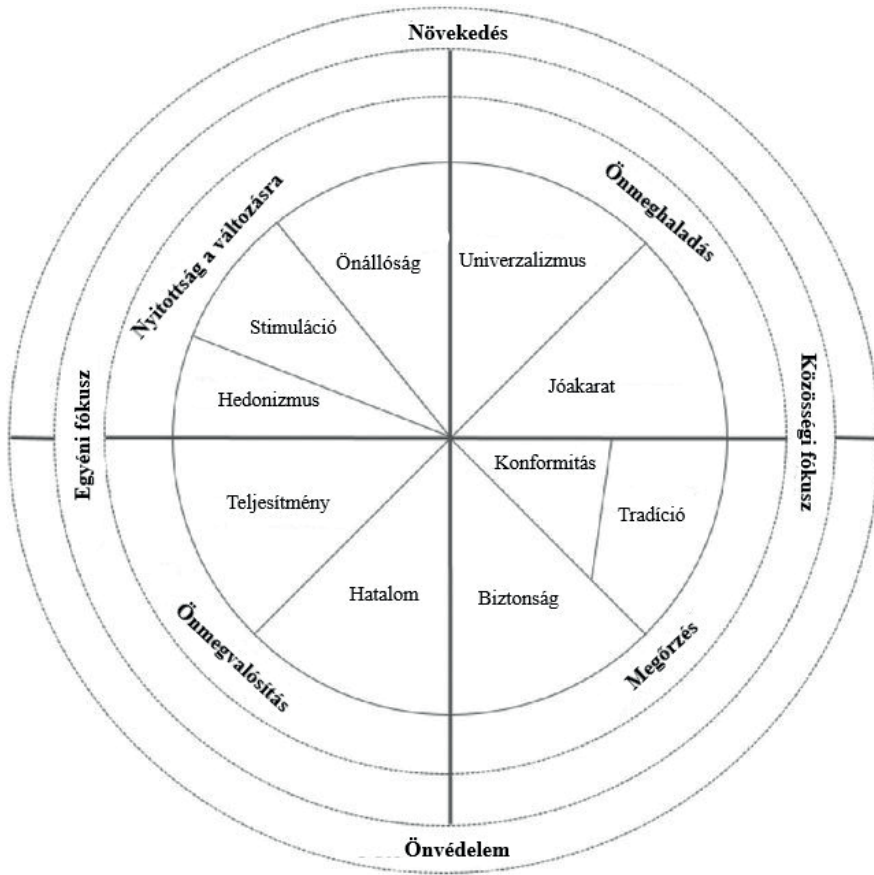 Növekedés
Önmeghaladás
Nyitottság a változásra
Önállóság
Univerzalizmus
Stimuláció
Jóakarat
Hedonizmus
Egyéni fókusz
Közösségi fókusz
Konformitás
Teljesítmény
Tradíció
Hatalom
Biztonság
Önmegvalósítás
Megőrzés
Önvédelem